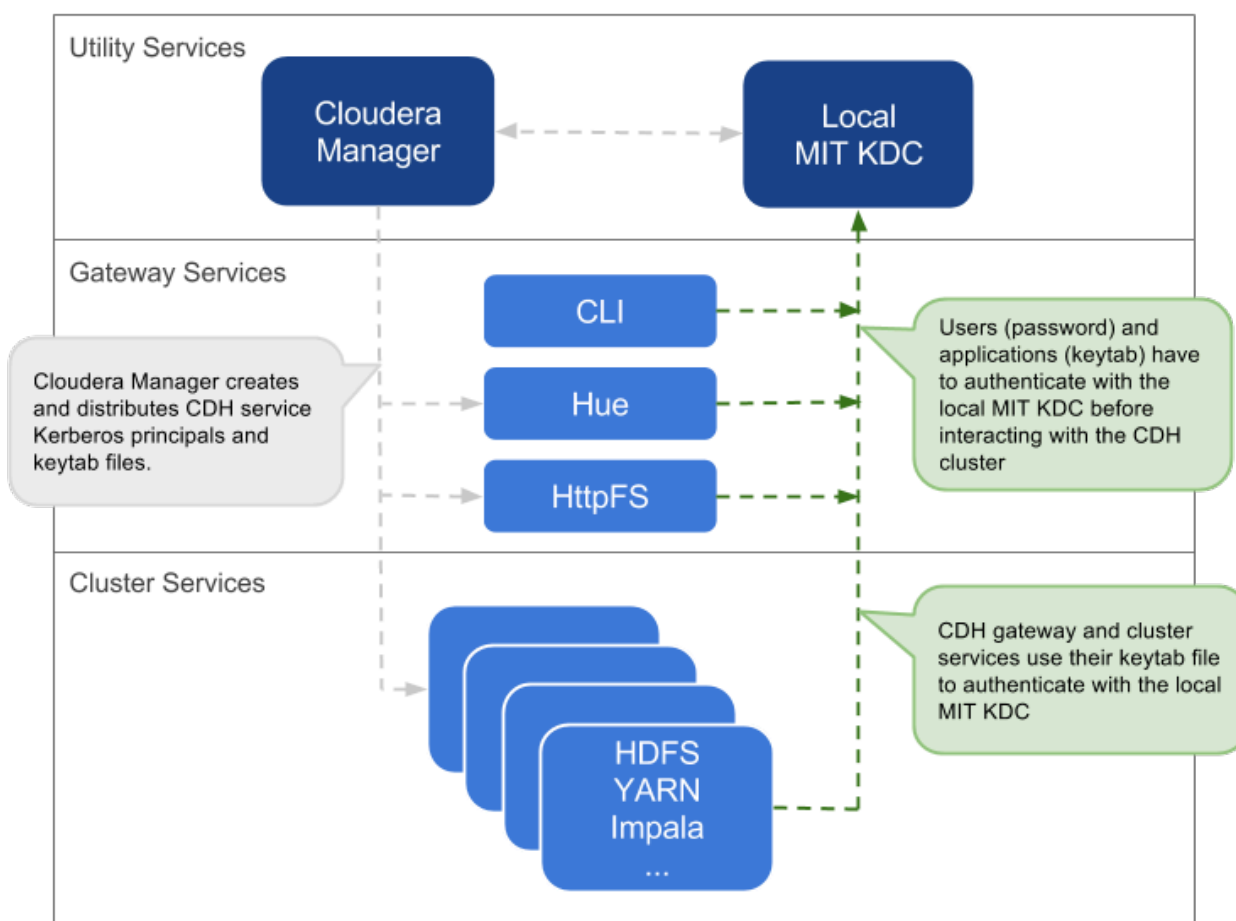 Utility Services
Cloudera
Manager
Local
MIT KDC
Gateway Services
CLI
Hue
HttpFS
Cloudera Manager creates
and distributes CDH service
Kerberos principals and
keytab files.
Users (password) and
applications (keytab) have
to authenticate with the
local MIT KDC before
interacting with the CDH
cluster
Cluster Services
HDFS
YARN
Impala
...
CDH gateway and cluster
services use their keytab file
to authenticate with the local
MIT KDC